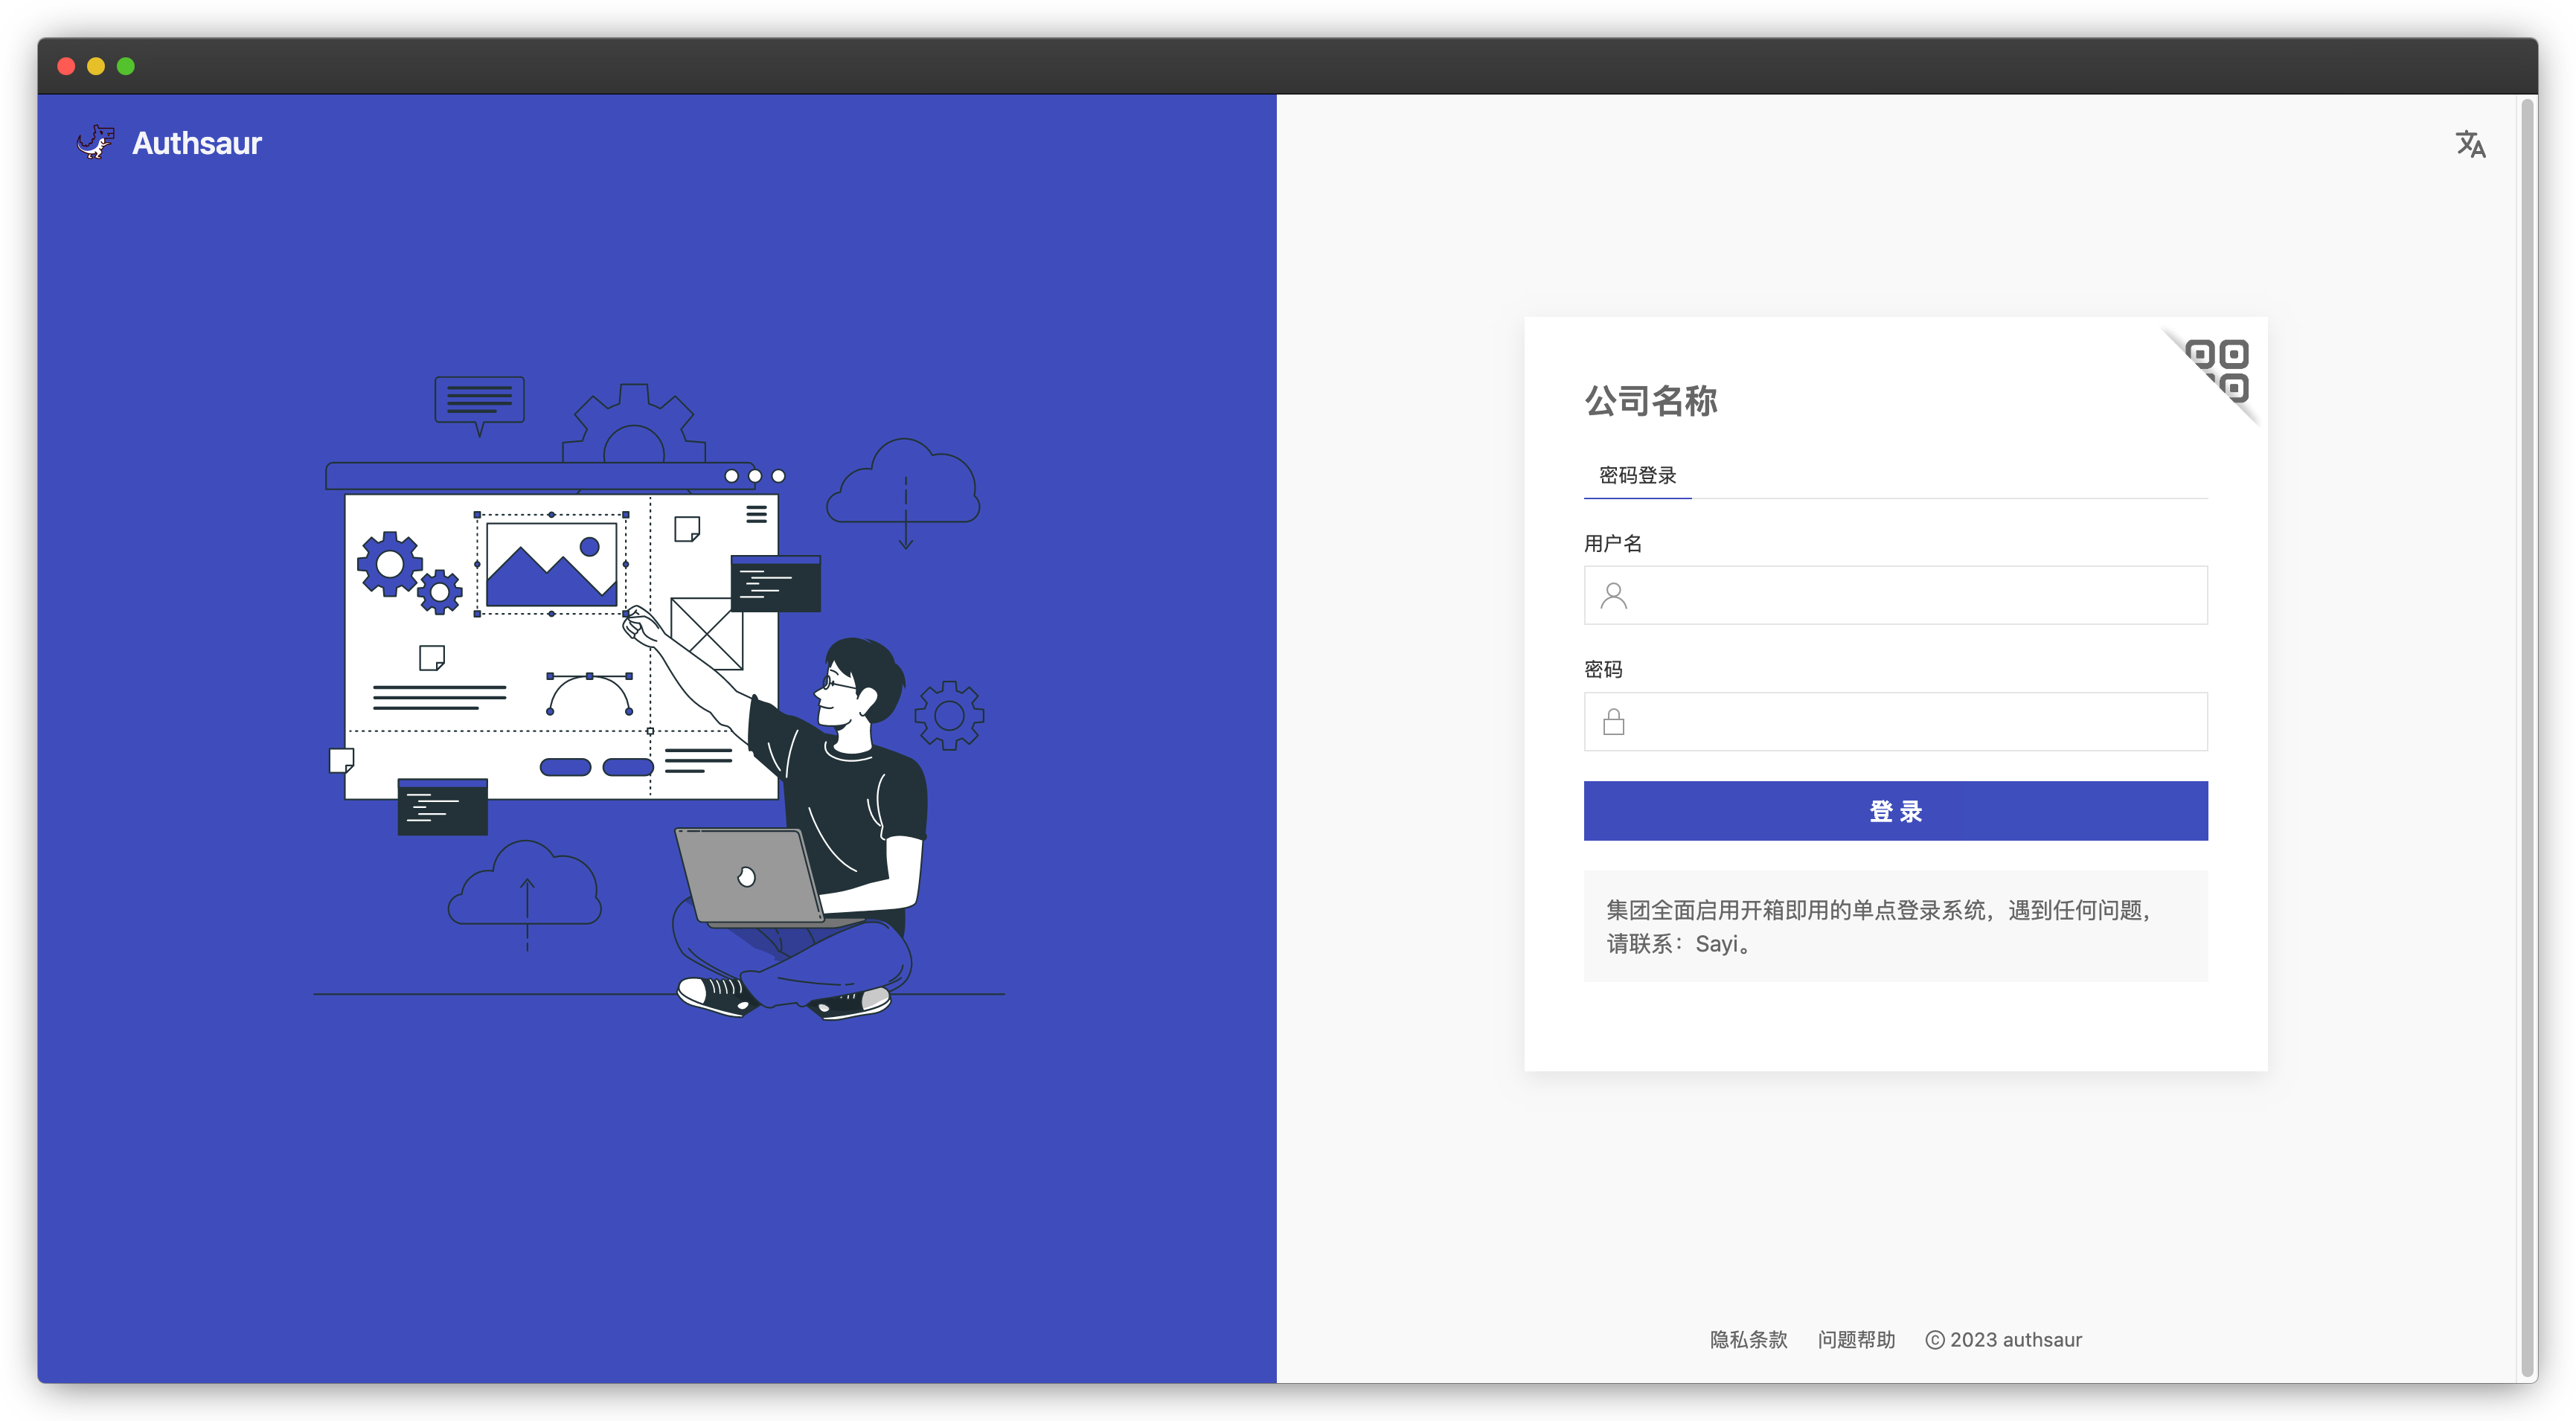 Authsaur
公司名称
密码登录
用户名
密码
登 录
集团全面启用开箱即用的单点登录系统，遇到任何问题，
请联系：Sayi。
隐私条款 问题帮助 © 2023 authsaur